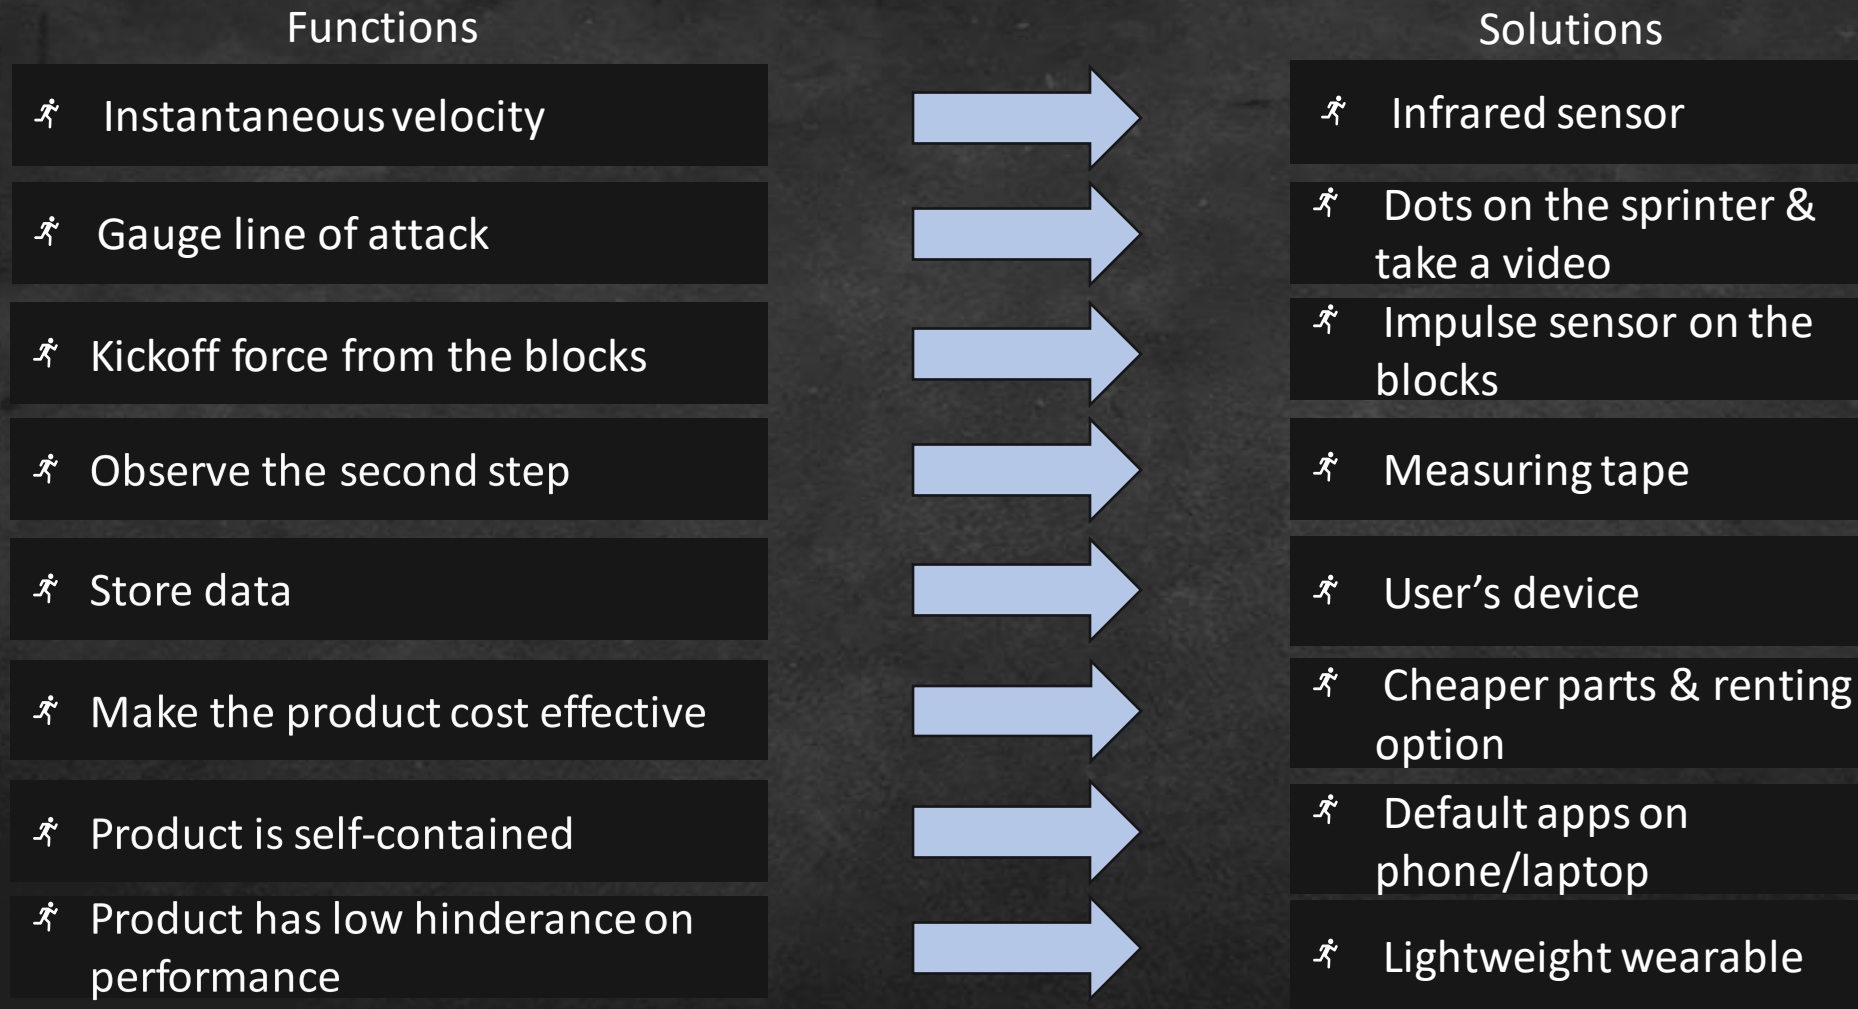 Functions
Solutions
Instantaneous velocity
Infrared sensor
Gauge line of attack
Dots on the sprinter &
take a video
Kickoff force from the blocks
Impulse sensor on the
blocks
Observe the second step
Measuring tape
Store data
User’s device
Make the product cost effective
Cheaper parts & renting
option
Product is self-contained
Default apps on
phone/laptop
Product has low hinderance on
performance
Lightweight wearable